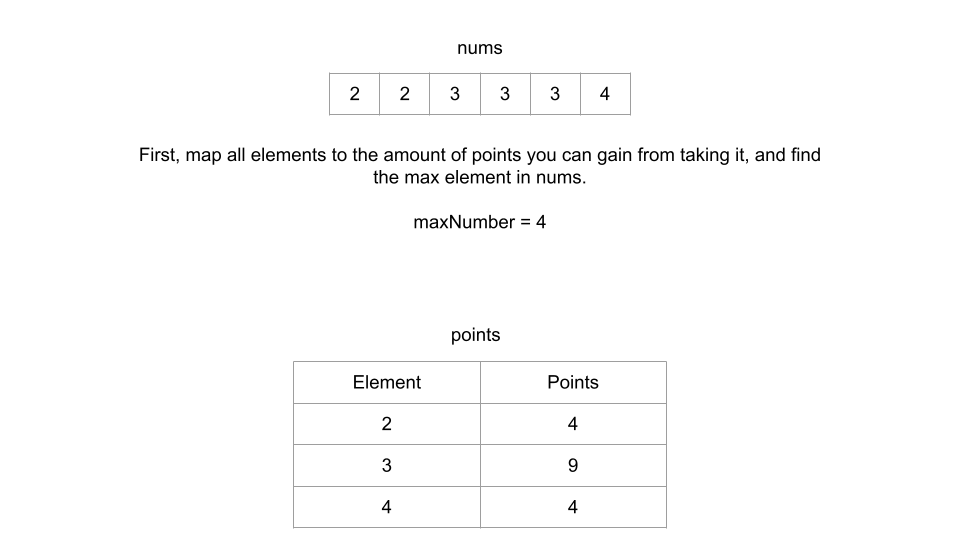 nums
2 2 3 3 3 4
First, map all elements to the amount of points you can gain from taking it, and find
the max element in nums.
maxNumber = 4
points
Element Points
2 4
3 9
4 4